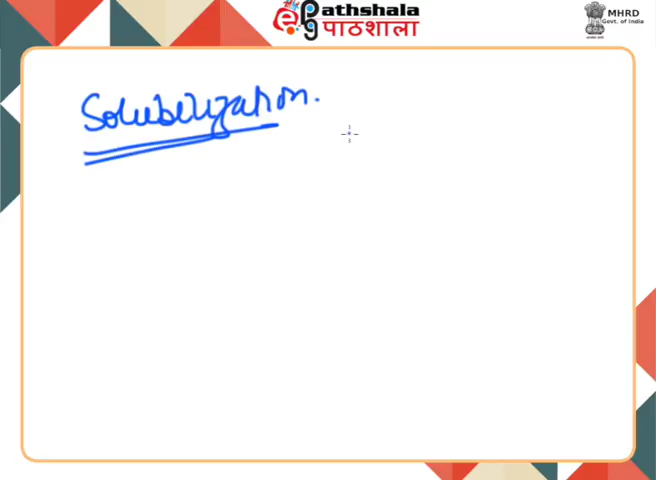 ePathshala
पाठशाला
MHRD
Govt. of India
Solubilization.